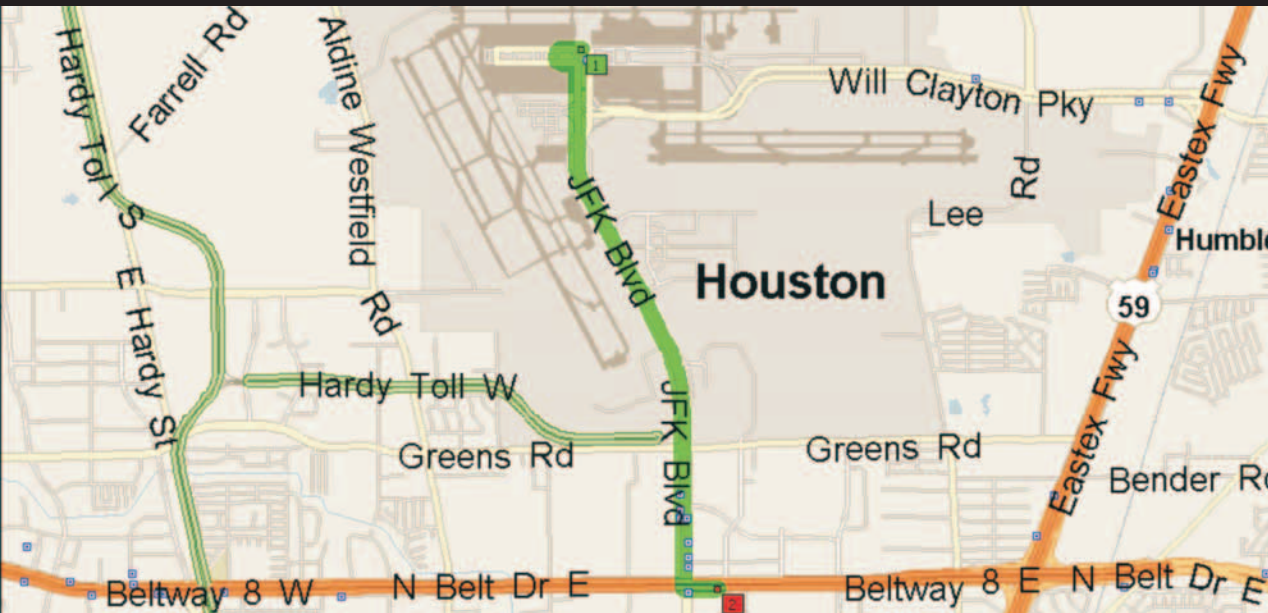 Hardy Toll S
Farrell Rd
Aldine Westfield Rd
1
Will Clayton Pky
Eastex Fwy
JFK Blvd
Lee Rd
Humble
Houston
59
E Hardy St
Hardy Toll W
JFK Blvd
Eastex Fwy
Greens Rd
Greens Rd
Bender Rd
Beltway 8 W
N Belt Dr E
Beltway 8 E
N Belt Dr E
2